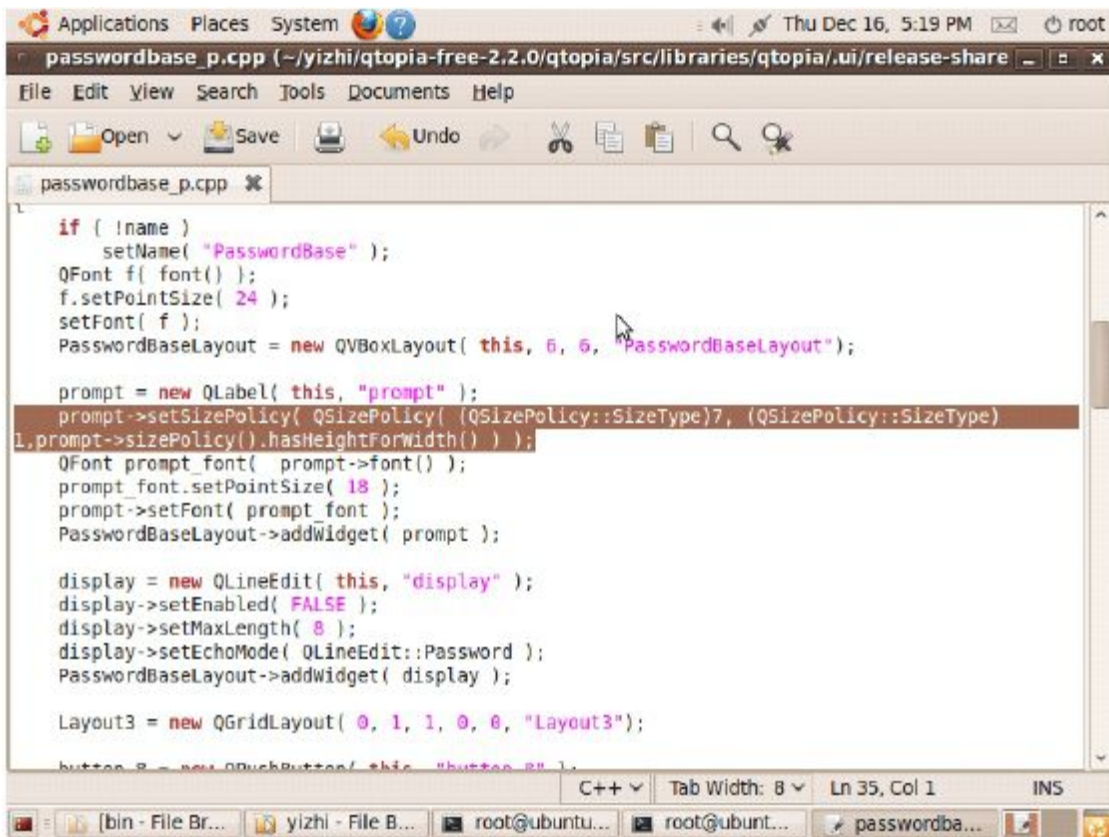 Applications Places System Thu Dec 16, 5:19 PM root
passwordbase_p.cpp (~/yizhi/qtopia-free-2.2.0/qtopia/src/libraries/qtopia/.ui/release-share
File Edit View Search Tools Documents Help
Open Save Undo
passwordbase_p.cpp
if ( !name )
setName( "PasswordBase" );
QFont f( font() );
f.setPointSize( 24 );
setFont( f );
PasswordBaseLayout = new QVBoxLayout( this, 6, 6, "PasswordBaseLayout");
prompt = new QLabel( this, "prompt" );
prompt->setSizePolicy( QSizePolicy( (QSizePolicy::SizeType)7, (QSizePolicy::SizeType)
1,prompt->sizePolicy().hasHeightForWidth() ) );
QFont prompt_font(  prompt->font() );
prompt_font.setPointSize( 18 );
prompt->setFont( prompt_font );
PasswordBaseLayout->addWidget( prompt );
display = new QLineEdit( this, "display" );
display->setEnabled( FALSE );
display->setMaxLength( 8 );
display->setEchoMode( QLineEdit::Password );
PasswordBaseLayout->addWidget( display );
Layout3 = new QGridLayout( 0, 1, 1, 0, 0, "Layout3");
button_8 = new QPushButton( this, "button_8" );
C++ Tab Width: 8 Ln 35, Col 1 INS
[bin - File Br... yizhi - File B... root@ubuntu... root@ubunt... passwordba...